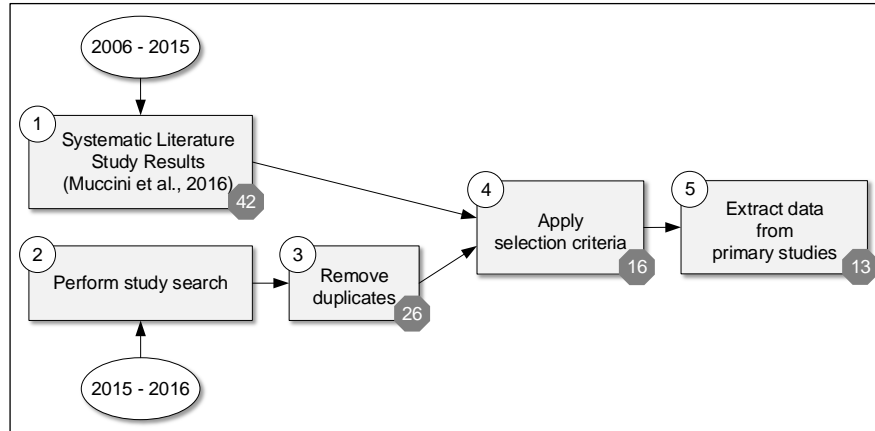 2006 - 2015
1
Systematic Literature
Study Results
(Muccini et al., 2016)
42
2
Perform study search
3
Remove
duplicates
26
4
Apply
selection criteria
16
5
Extract data
from
primary studies
13
2015 - 2016